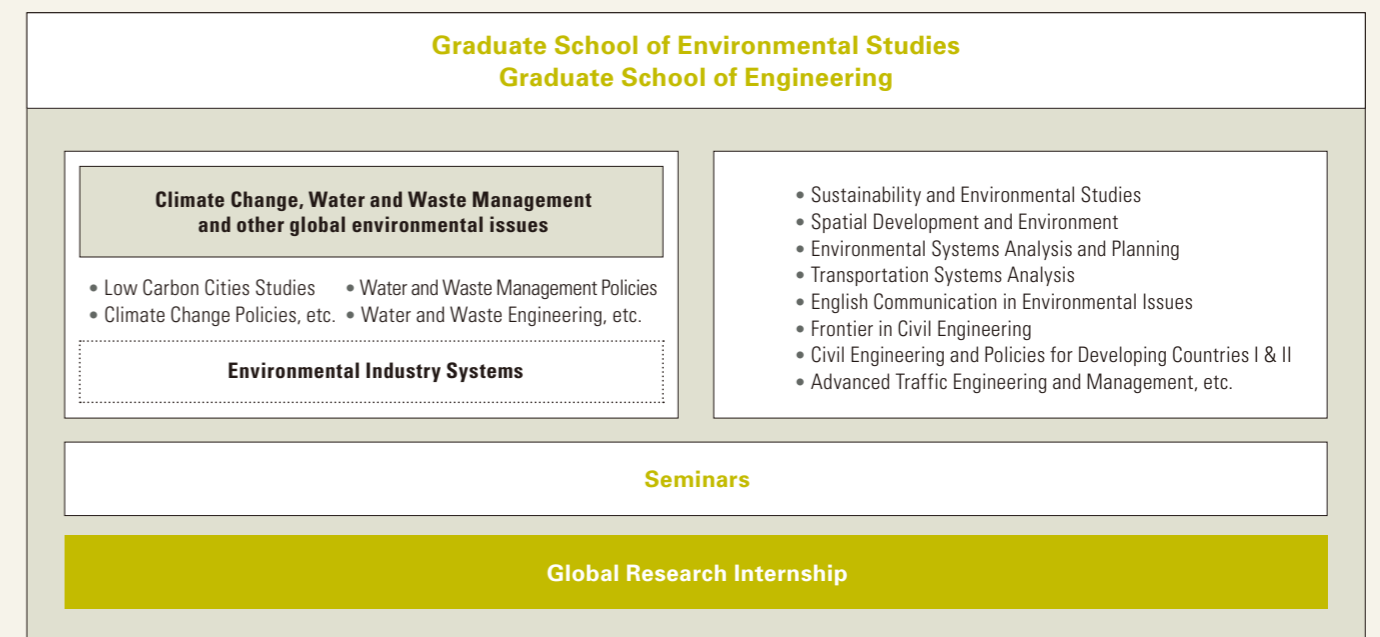 Graduate School of Environmental Studies
Graduate School of Engineering
Climate Change, Water and Waste Management
and other global environmental issues
• Low Carbon Cities Studies
• Climate Change Policies, etc.
• Water and Waste Management Policies
• Water and Waste Engineering, etc.
Environmental Industry Systems
• Sustainability and Environmental Studies
• Spatial Development and Environment
• Environmental Systems Analysis and Planning
• Transportation Systems Analysis
• English Communication in Environmental Issues
• Frontier in Civil Engineering
• Civil Engineering and Policies for Developing Countries I & II
• Advanced Traffic Engineering and Management, etc.
Seminars
Global Research Internship